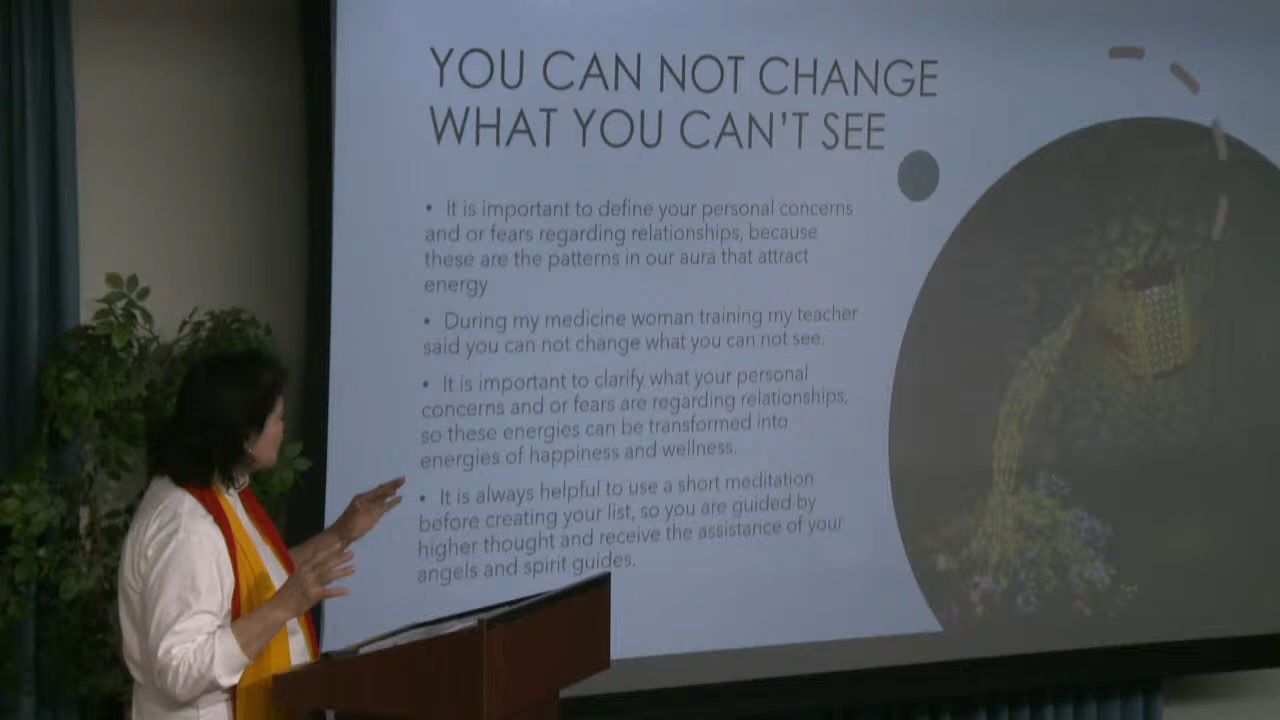 YOU CAN NOT CHANGE
WHAT YOU CAN'T SEE
• It is important to define your personal concerns
and or fears regarding relationships, because
these are the patterns in our aura that attract
energy
• During my medicine woman training my teacher
said you can not change what you can not see.
• It is important to clarify what your personal
concerns and or fears are regarding relationships,
so these energies can be transformed into
energies of happiness and wellness.
• It is always helpful to use a short meditation
before creating your list, so you are guided by
higher thought and receive the assistance of your
angels and spirit guides.